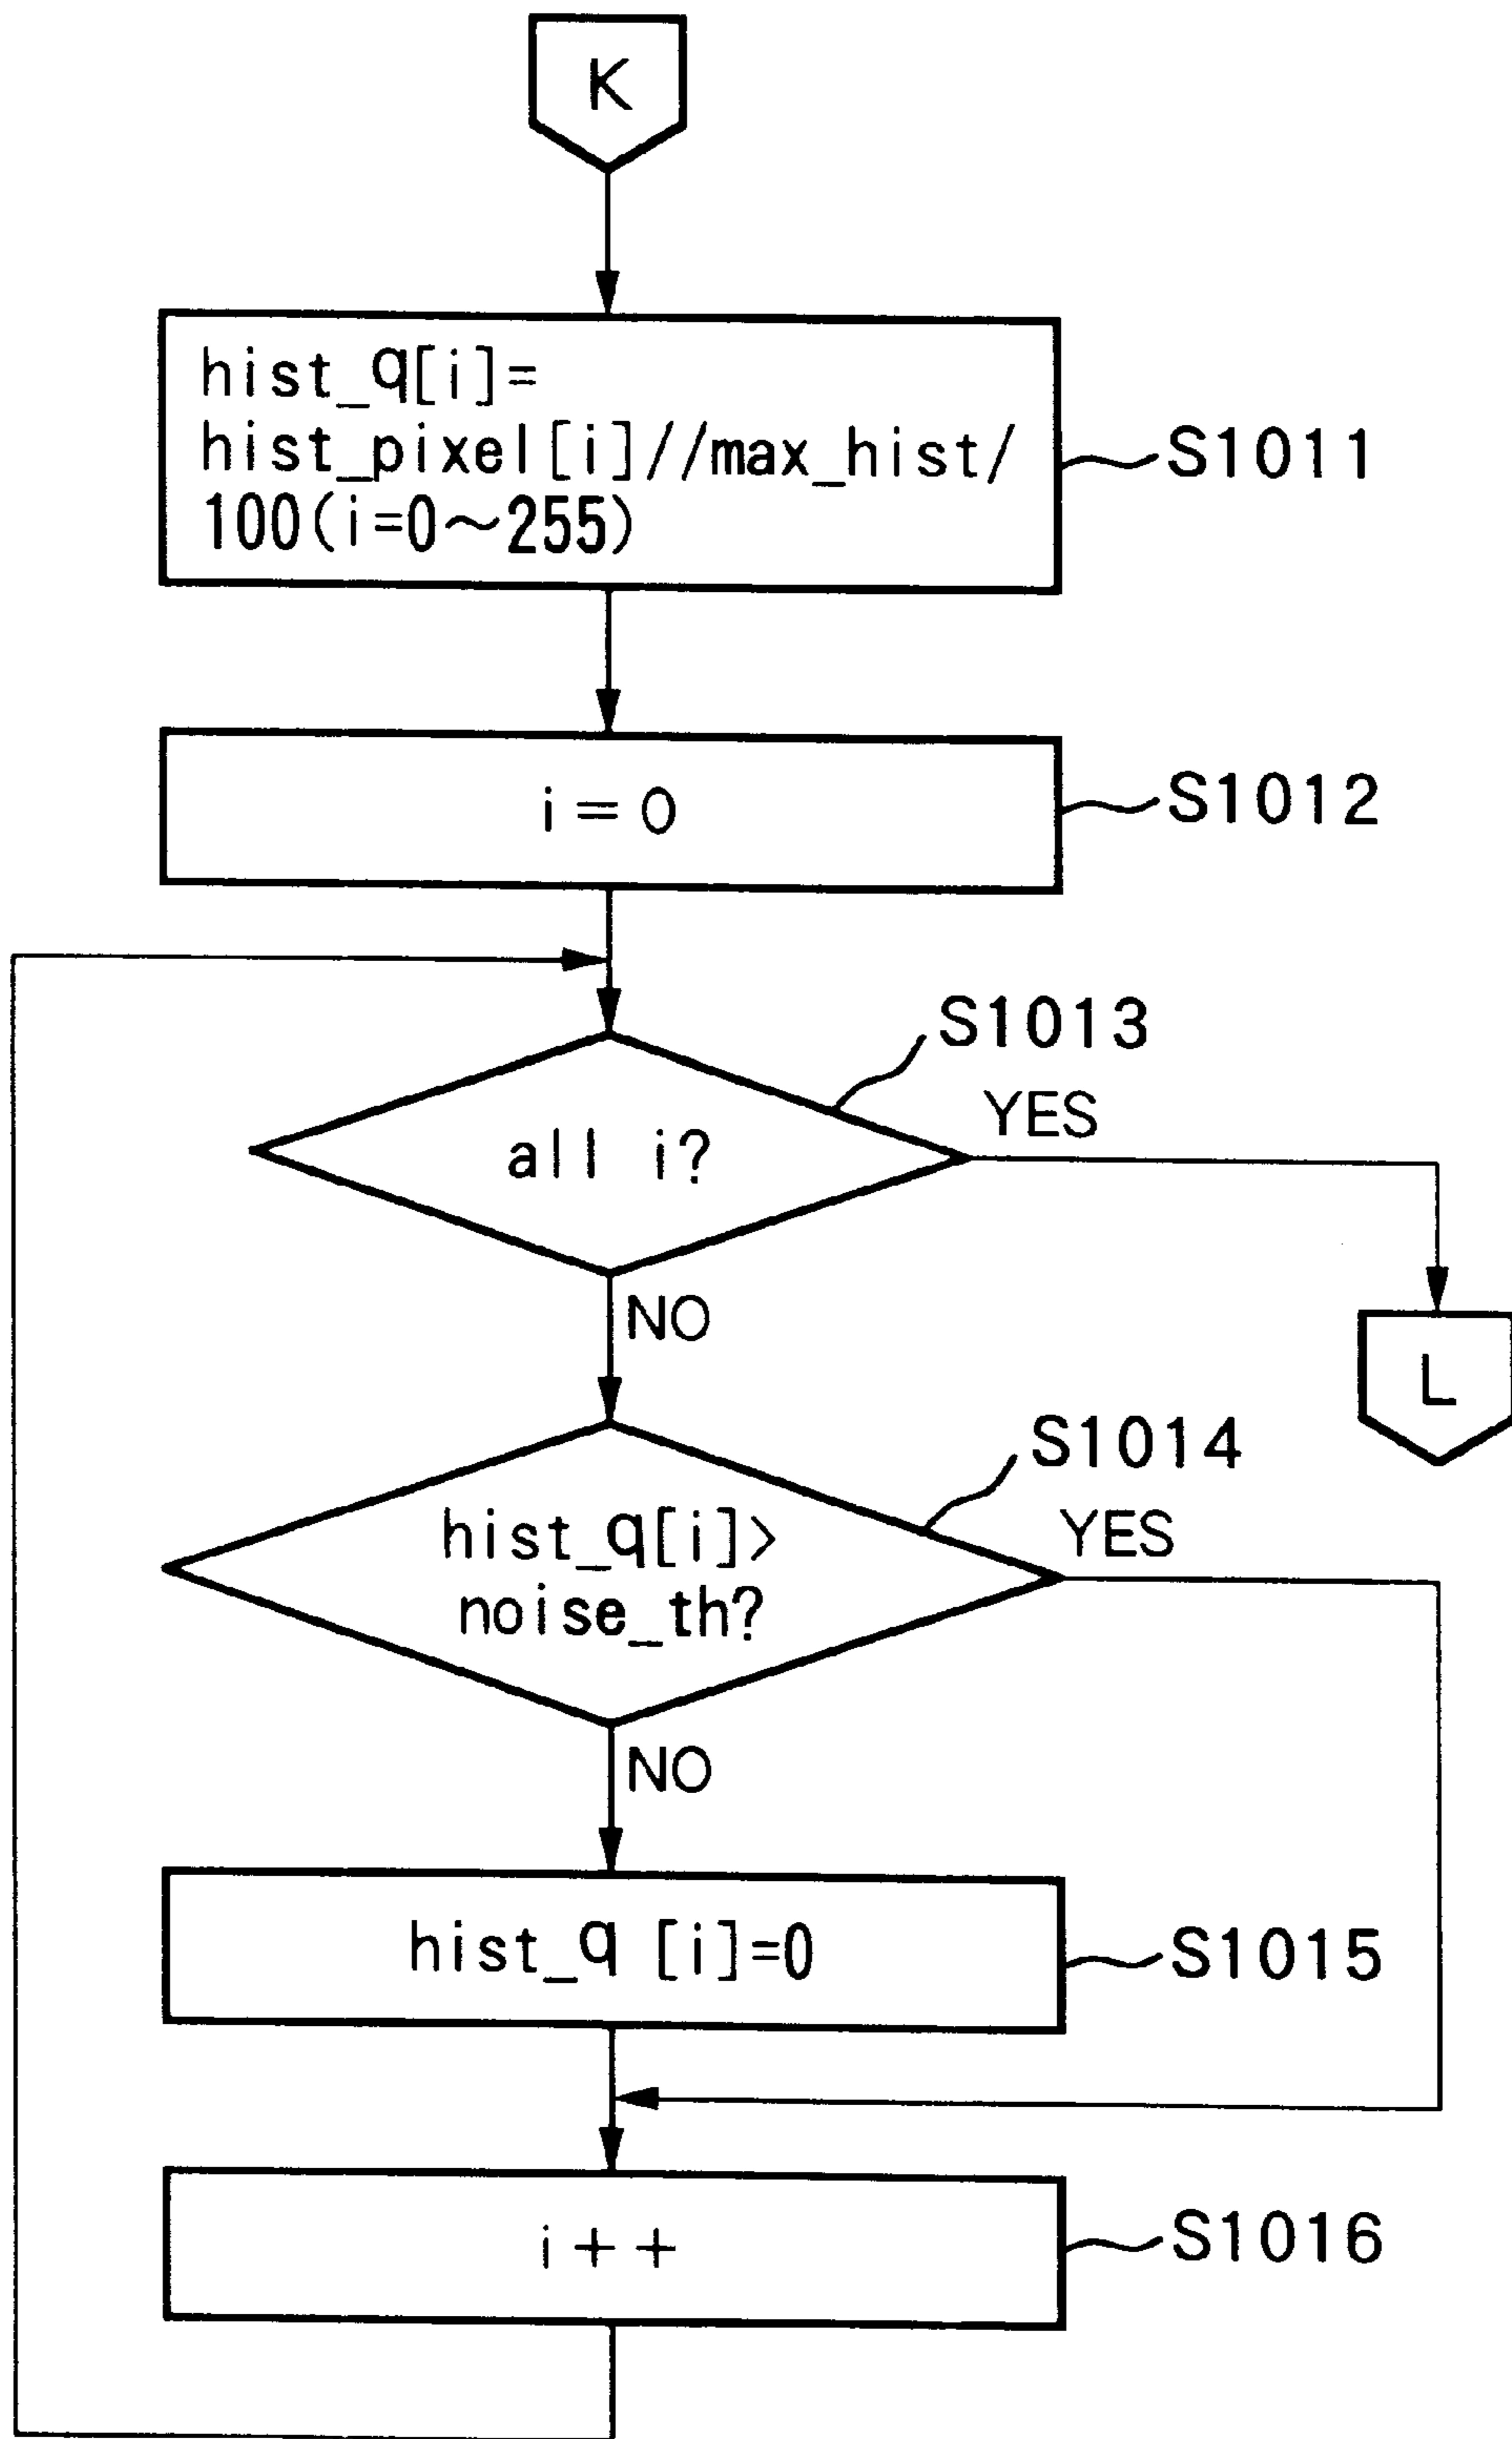 K
hist_q[i]=
hist_pixel[i]//max_hist/
100(i=0～255)
S1011
i=0
S1012
S1013
YES
all i?
NO
L
S1014
YES
hist_q[i]>
noise_th?
NO
hist_q [i]=0
S1015
i++
S1016